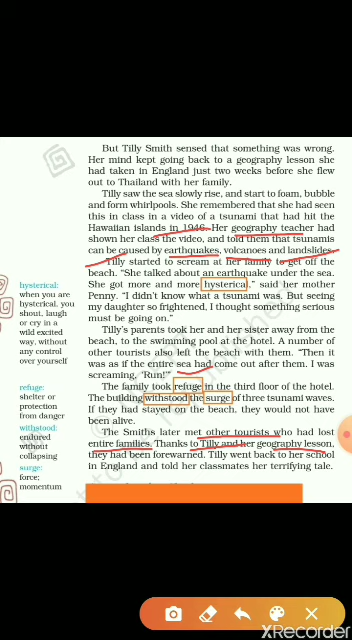 But Tilly Smith sensed that something was wrong.
Her mind kept going back to a geography lesson she
had taken in England just two weeks before she flew
out to Thailand with her family.
Tilly saw the sea slowly rise, and start to foam, bubble
and form whirlpools. She remembered that she had seen
this in class in a video of a tsunami that had hit the
Hawaiian islands in 1946. Her geography teacher had
shown her class the video, and told them that tsunamis
can be caused by earthquakes, volcanoes and landslides.
Tilly started to scream at her family to get off the
beach. “She talked about an earthquake under the sea.
She got more and more hysterical,” said her mother
Penny. “I didn’t know what a tsunami was. But seeing
my daughter so frightened, I thought something serious
must be going on.”
Tilly’s parents took her and her sister away from the
beach, to the swimming pool at the hotel. A number of
other tourists also left the beach with them. “Then it
was as if the entire sea had come out after them. I was
screaming, ‘Run!’”
The family took refuge in the third floor of the hotel.
The building withstood the surge of three tsunami waves.
If they had stayed on the beach, they would not have
been alive.
The Smiths later met other tourists who had lost
entire families. Thanks to Tilly and her geography lesson,
they had been forewarned. Tilly went back to her school
in England and told her classmates her terrifying tale.
hysterical:
when you are
hysterical, you
shout, laugh
or cry in a
wild excited
way, without
any control
over yourself
refuge:
shelter or
protection
from danger
withstood:
endured
without
collapsing
surge:
force;
momentum
XRecorder